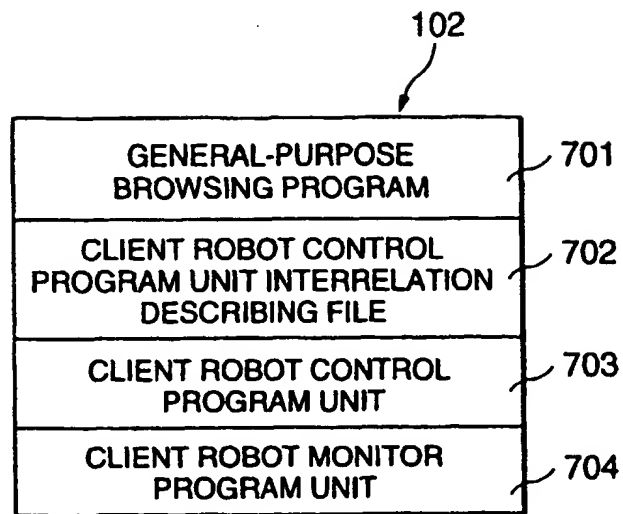 102
GENERAL-PURPOSE
BROWSING PROGRAM
701
CLIENT ROBOT CONTROL
PROGRAM UNIT INTERRELATION
DESCRIBING FILE
702
CLIENT ROBOT CONTROL
PROGRAM UNIT
703
CLIENT ROBOT MONITOR
PROGRAM UNIT
704